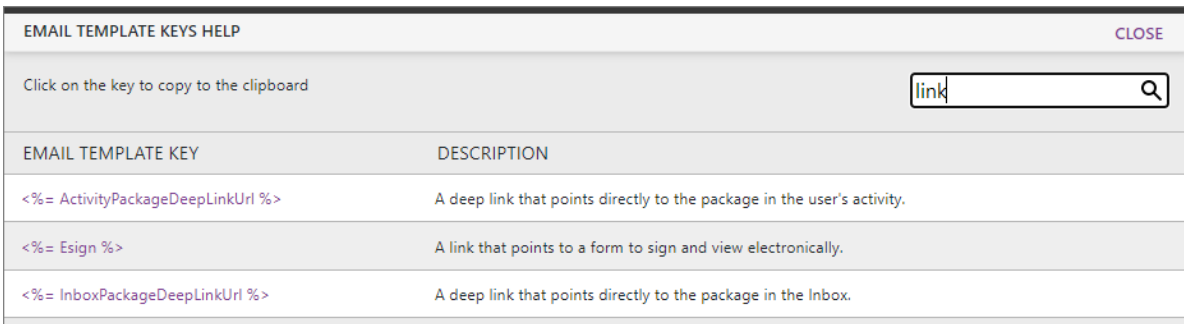 EMAIL TEMPLATE KEYS HELP CLOSE
Click on the key to copy to the clipboard link
EMAIL TEMPLATE KEY DESCRIPTION
<%= ActivityPackageDeepLinkUrl %> A deep link that points directly to the package in the user's activity.
<%= Esign %> A link that points to a form to sign and view electronically.
<%= InboxPackageDeepLinkUrl %> A deep link that points directly to the package in the Inbox.